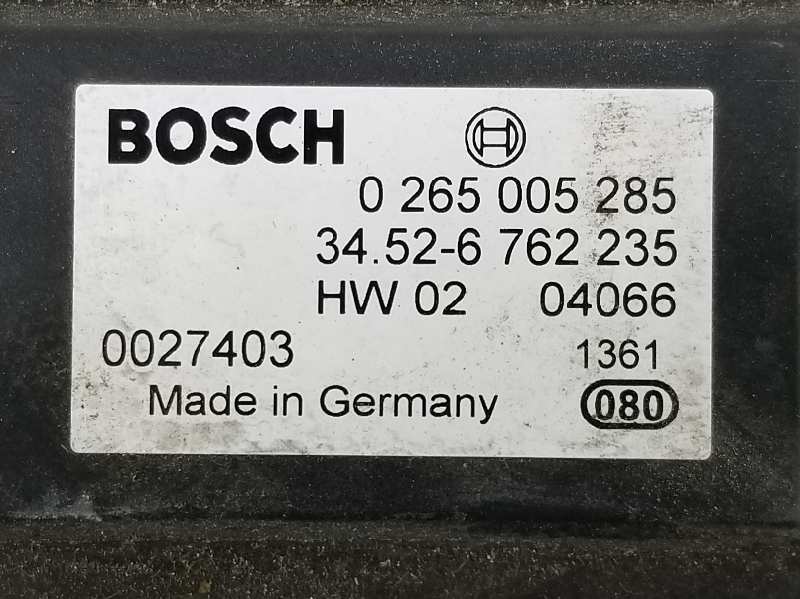 BOSCH
0 265 005 285
34.52-6 762 235
HW 02 04066
0027403 1361
Made in Germany 080